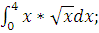 ∫₀⁴ x * √x dx;